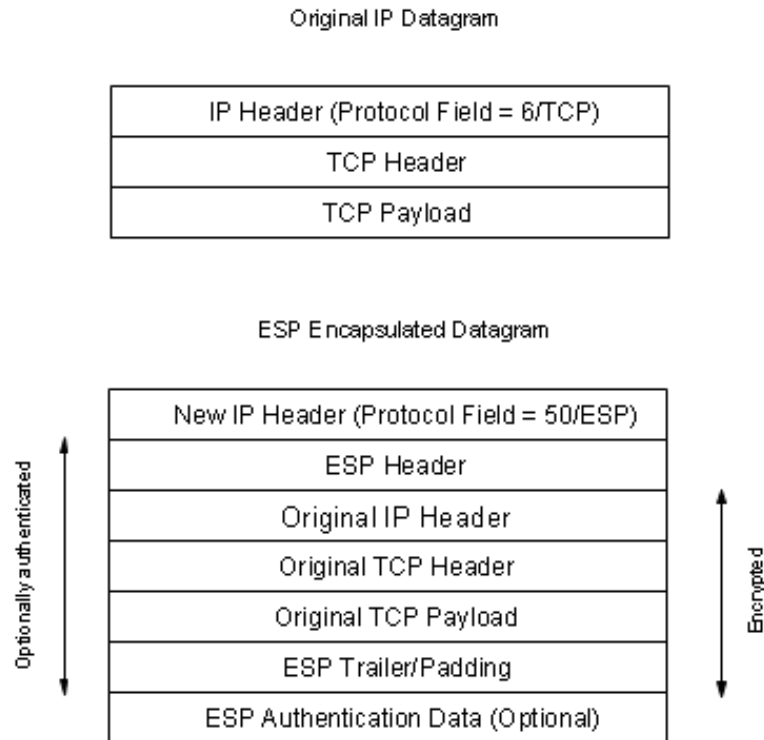 Original IP Datagram
IP Header (Protocol Field = 6/TCP)
TCP Header
TCP Payload
ESP Encapsulated Datagram
New IP Header (Protocol Field = 50/ESP)
ESP Header
Original IP Header
Original TCP Header
Original TCP Payload
ESP Trailer/Padding
ESP Authentication Data (Optional)
Optionally authenticated
Encrypted